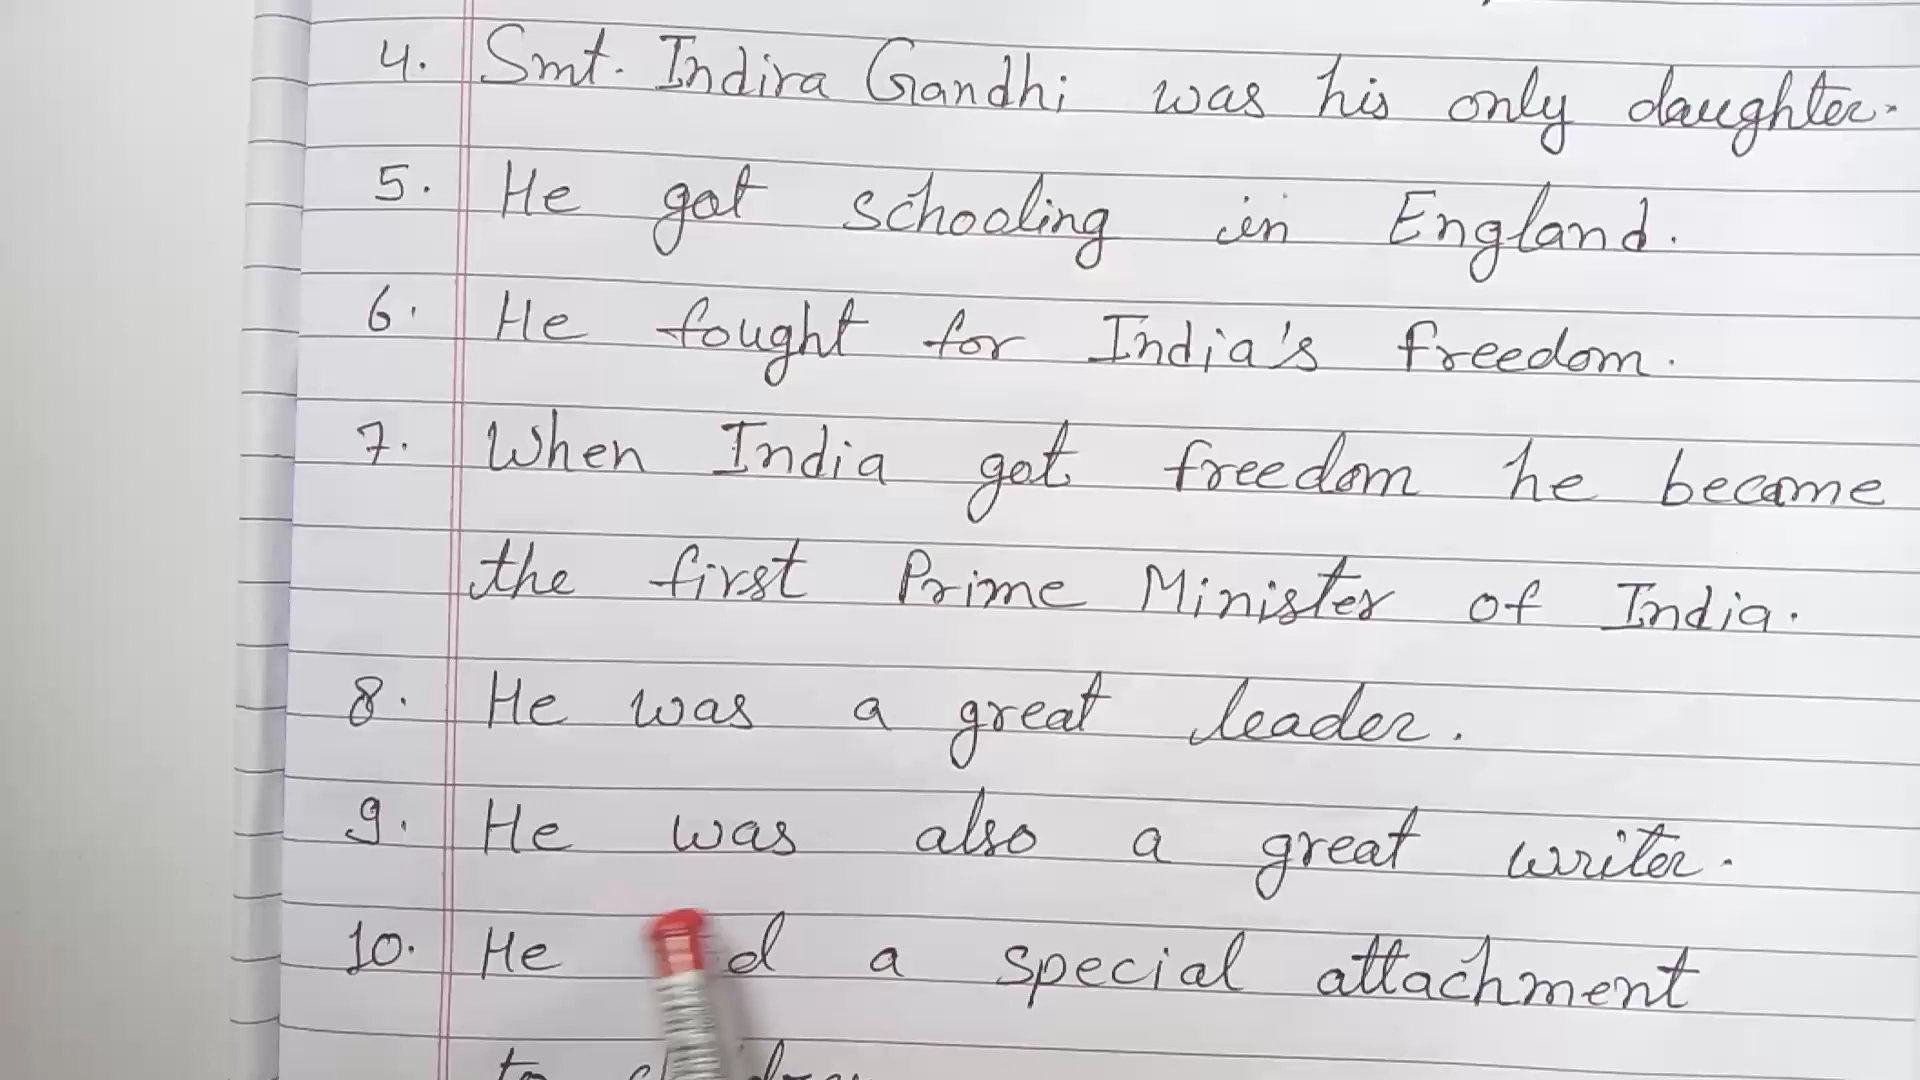 4. Smt. Indira Gandhi was his only daughter.
5. He got schooling in England.
6. He fought for India's freedom.
7. When India got freedom he became
the first Prime Minister of India.
8. He was a great leader.
9. He was also a great writer.
10. He a special attachment
to